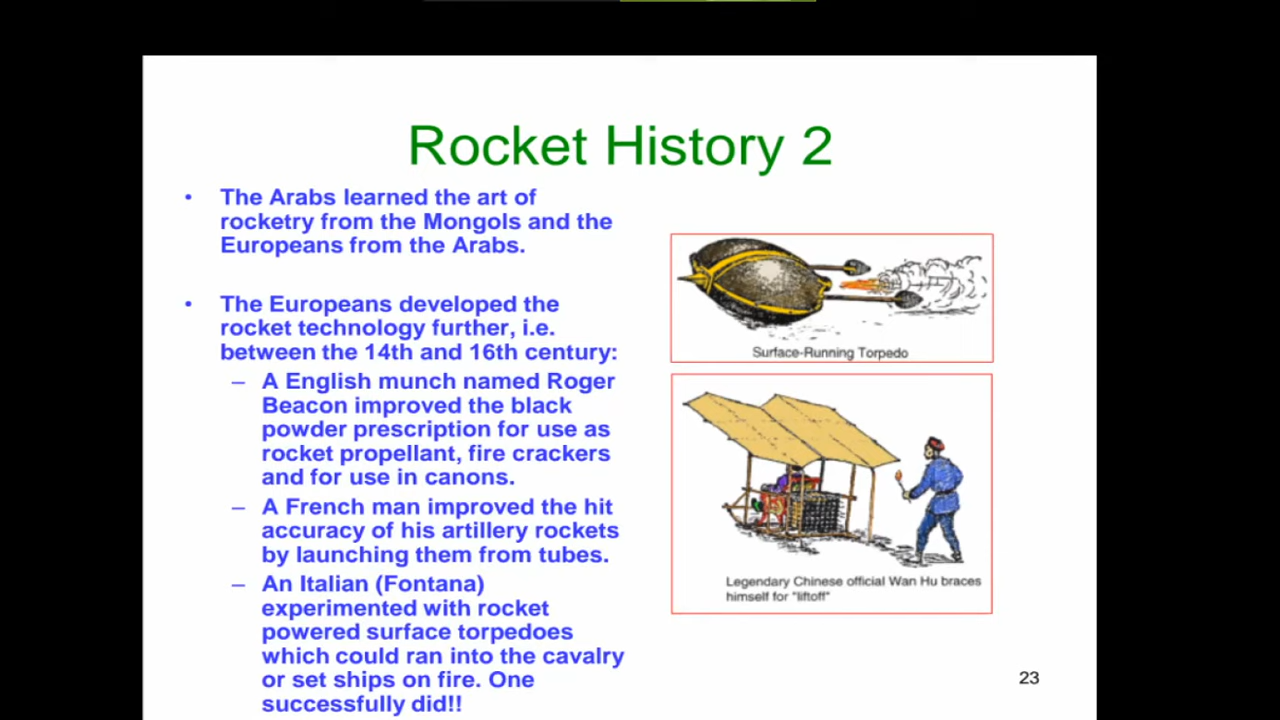 Rocket History 2
• The Arabs learned the art of
rocketry from the Mongols and the
Europeans from the Arabs.
• The Europeans developed the
rocket technology further, i.e.
between the 14th and 16th century:
– A English munch named Roger
Beacon improved the black
powder prescription for use as
rocket propellant, fire crackers
and for use in canons.
– A French man improved the hit
accuracy of his artillery rockets
by launching them from tubes.
– An Italian (Fontana)
experimented with rocket
powered surface torpedoes
which could ran into the cavalry
or set ships on fire. One
successfully did!!
Surface-Running Torpedo
Legendary Chinese official Wan Hu braces
himself for "liftoff"
23